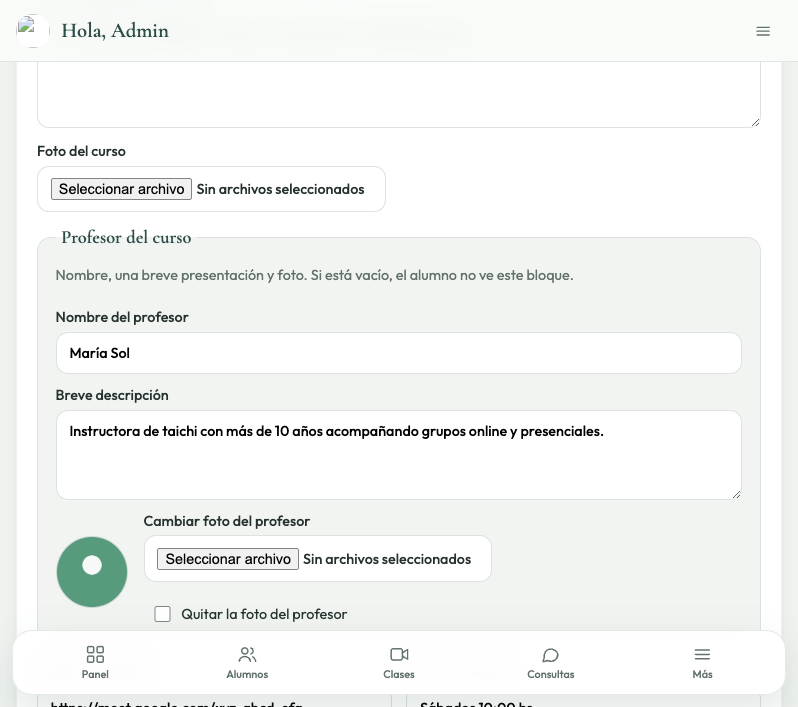 Hola, Admin
Foto del curso
Seleccionar archivo Sin archivos seleccionados
Profesor del curso
Nombre, una breve presentación y foto. Si está vacío, el alumno no ve este bloque.
Nombre del profesor
María Sol
Breve descripción
Instructora de taichi con más de 10 años acompañando grupos online y presenciales.
Cambiar foto del profesor
Seleccionar archivo Sin archivos seleccionados
Quitar la foto del profesor
Panel
Alumnos
Clases
Consultas
Más